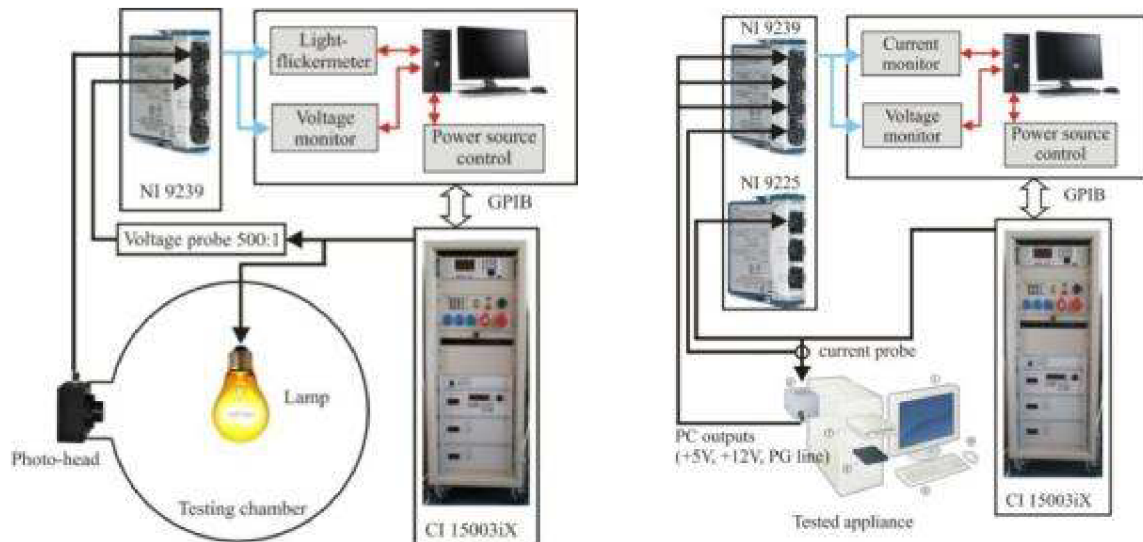 Light-
flickermeter
Voltage
monitor
Power source
control
NI 9239
GPIB
Voltage probe 500:1
Lamp
Photo-head
Testing chamber
CI 15003iX
NI 9239
Current
monitor
Voltage
monitor
Power source
control
NI 9225
GPIB
current probe
PC outputs
(+5V, +12V, PG line)
Tested appliance
CI 15003iX